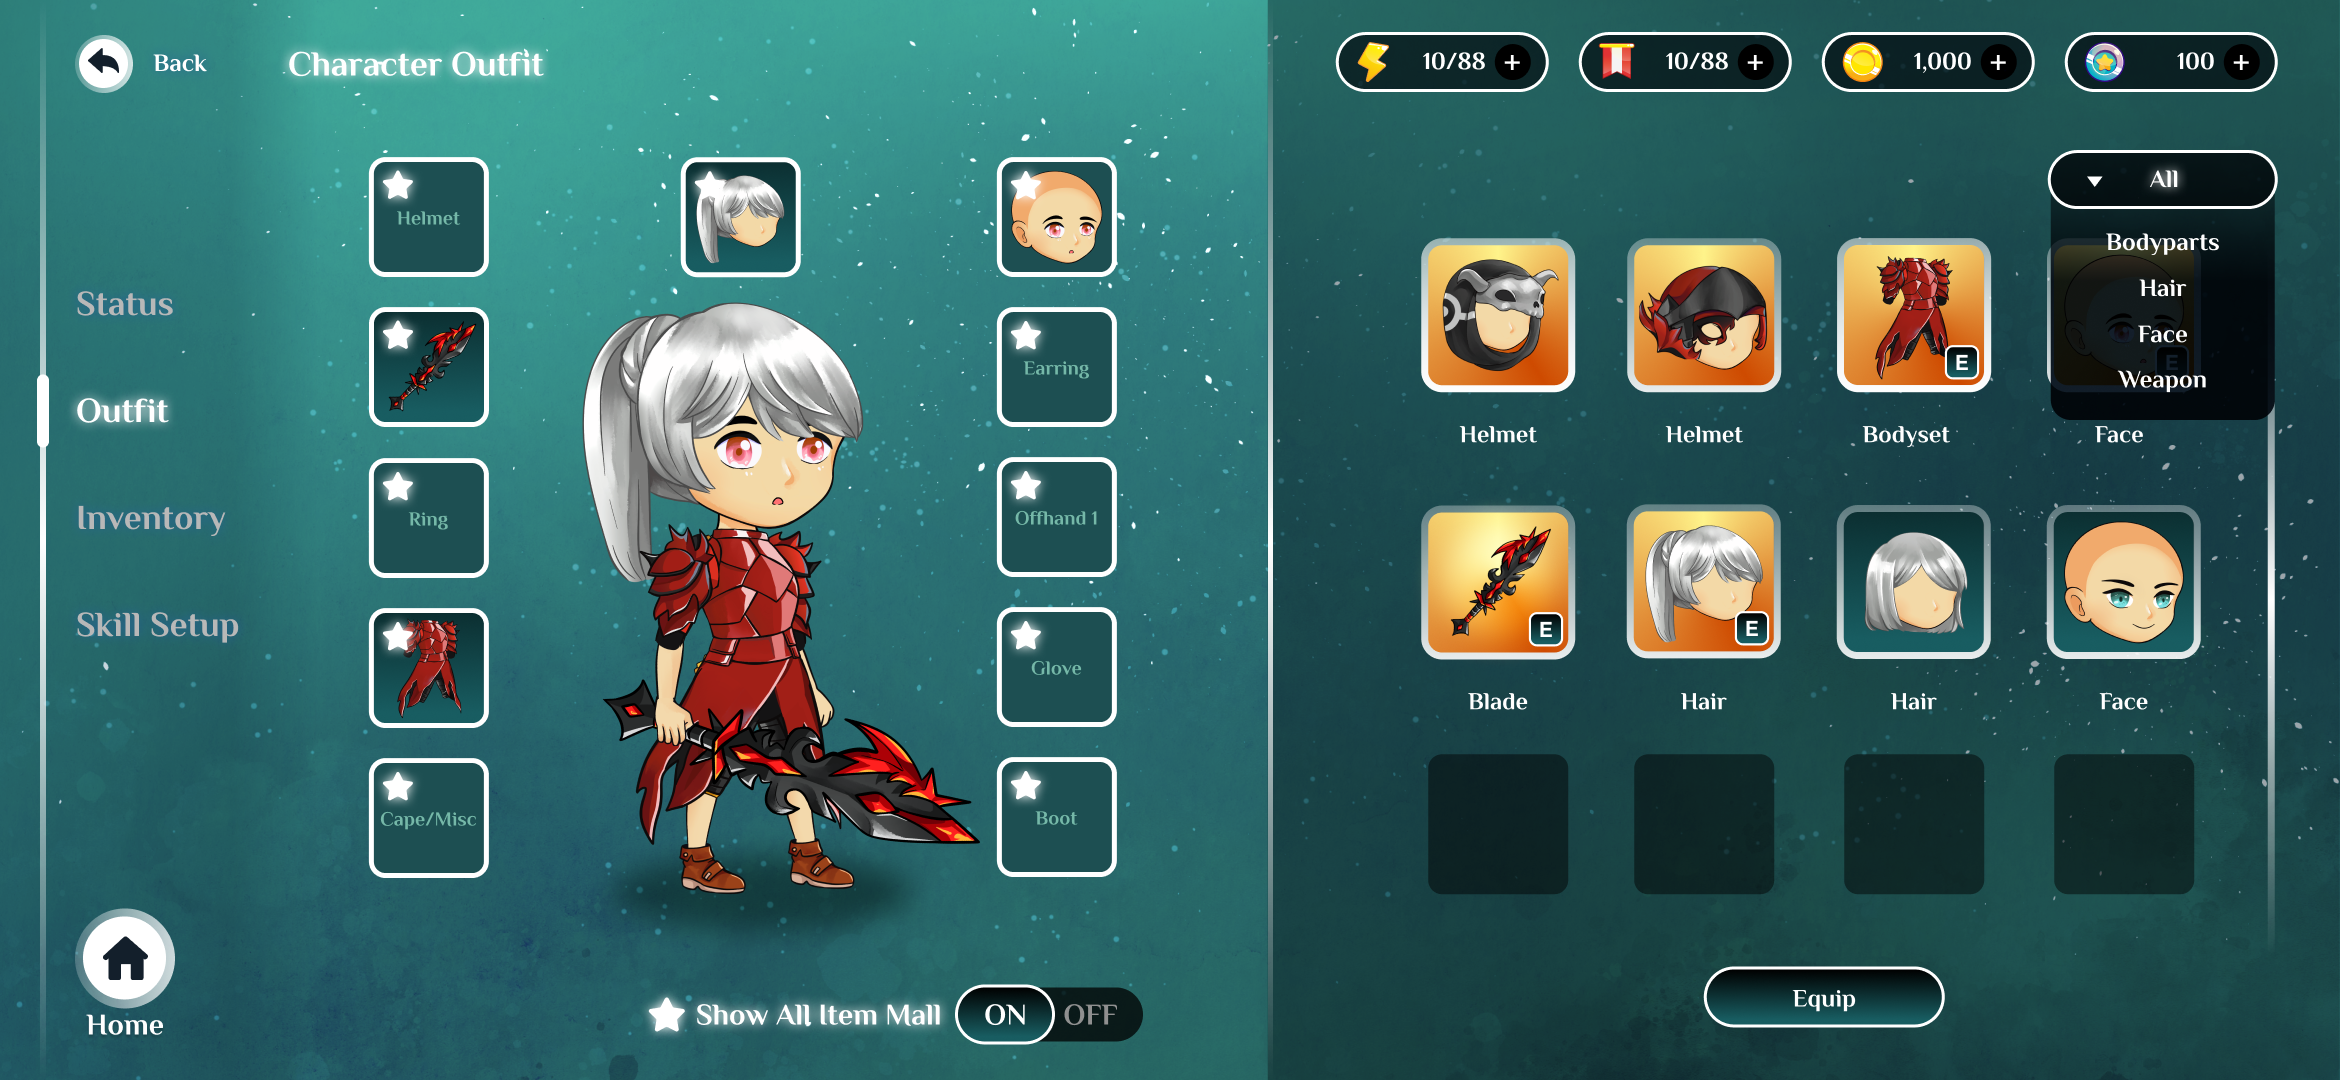 Back
Character Outfit
10/88
10/88
1,000
100
Status
Outfit
Inventory
Skill Setup
Home
Helmet
Ring
Cape/Misc
Earring
Offhand 1
Glove
Boot
Show All Item Mall
ON
OFF
All
Bodyparts
Hair
Face
Weapon
E
E
Helmet
Helmet
Bodyset
Face
E
E
Blade
Hair
Hair
Face
Equip